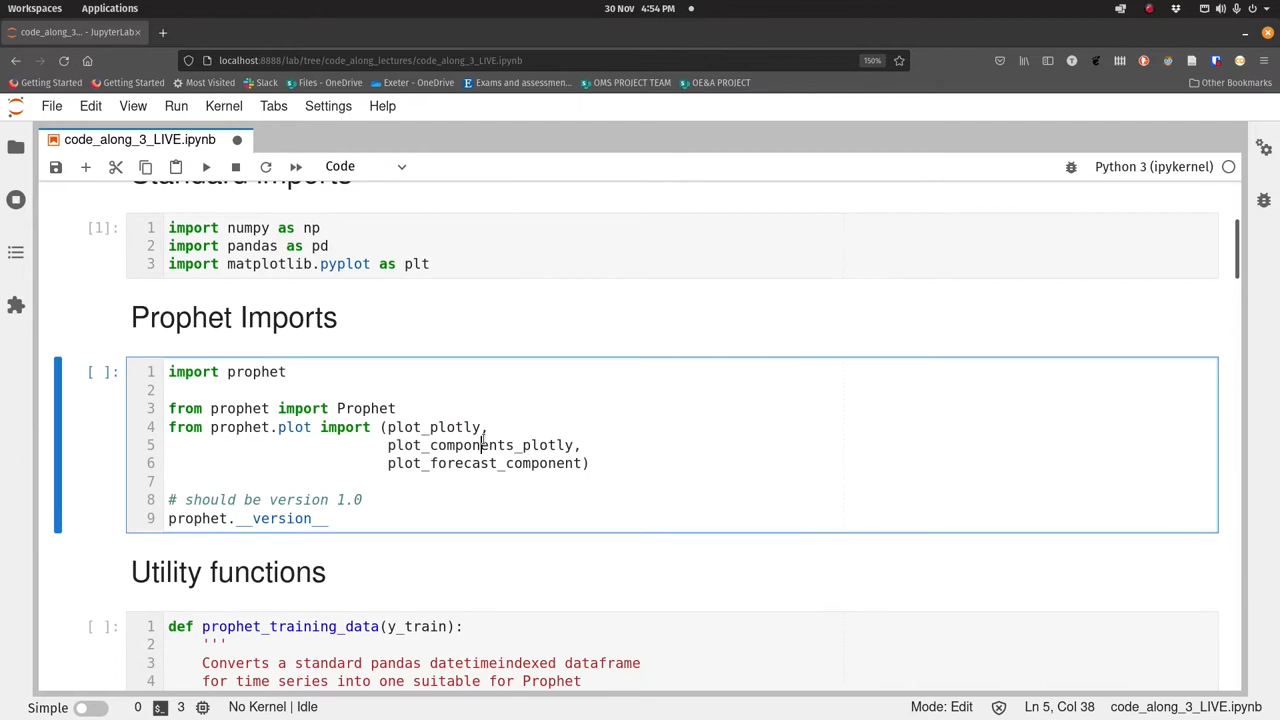 Workspaces Applications 30 Nov 4:54 PM
code_along_3... - JupyterLab
localhost:8888/lab/tree/code_along_lectures/code_along_3_LIVE.ipynb 150%
Getting Started Getting Started Most Visited Slack Files - OneDrive Exeter - OneDrive Exams and assessmen... OMS PROJECT TEAM OE&A PROJECT Other Bookmarks
File Edit View Run Kernel Tabs Settings Help
code_along_3_LIVE.ipynb
Code Python 3 (ipykernel)
Standard Imports
[1]: 1 import numpy as np
2 import pandas as pd
3 import matplotlib.pyplot as plt
Prophet Imports
[ ]: 1 import prophet
2
3 from prophet import Prophet
4 from prophet.plot import (plot_plotly,
5 plot_components_plotly,
6 plot_forecast_component)
7
8 # should be version 1.0
9 prophet.__version__
Utility functions
[ ]: 1 def prophet_training_data(y_train):
2 '''
3 Converts a standard pandas datetimeindexed dataframe
4 for time series into one suitable for Prophet
Simple 0 3 No Kernel | Idle Mode: Edit Ln 5, Col 38 code_along_3_LIVE.ipynb